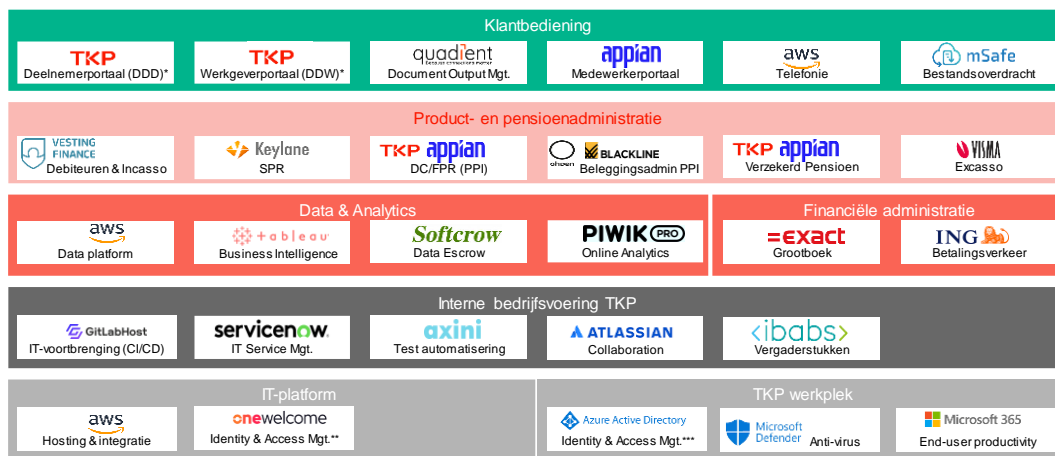 Klantbediening
TKP
Deelnemerportaal (DDD)*
TKP
Werkgeverportaal (DDW)*
quadient
Because connections matter
Document Output Mgt.
appian
Medewerkerportaal
aws
Telefonie
mSafe
Bestandsoverdracht
Product- en pensioenadministratie
VESTING
FINANCE
Debiteuren & Incasso
Keylane
SPR
TKP appian
DC/FPR (PPI)
ohpen BLACKLINE
Beleggingsadmin PPI
TKP appian
Verzekerd Pensioen
VISMA
Excasso
Data & Analytics
aws
Data platform
+ableau
Business Intelligence
Softcrow
Data Escrow
PIWIK PRO
Online Analytics
Financiële administratie
=exact
Grootboek
ING
Betalingsverkeer
Interne bedrijfsvoering TKP
GitLabHost
IT-voortbrenging (CI/CD)
servicenow.
IT Service Mgt.
axini
Test automatisering
ATLASSIAN
Collaboration
<ibabs>
Vergaderstukken
IT-platform
aws
Hosting & integratie
onewelcome
Identity & Access Mgt.**
TKP werkplek
Azure Active Directory
Identity & Access Mgt.***
Microsoft
Defender
Anti-virus
Microsoft 365
End-user productivity